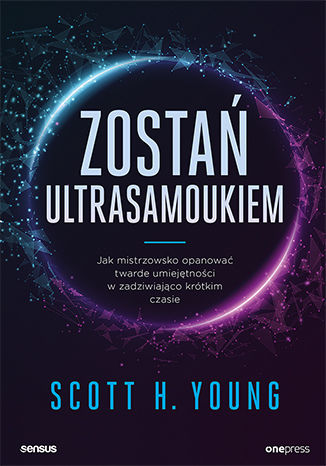 ZOSTAŃ
ULTRASAMOUKIEM
Jak mistrzowsko opanować
twarde umiejętności
w zadziwiająco krótkim
czasie
SCOTT H. YOUNG
sensus
onepress